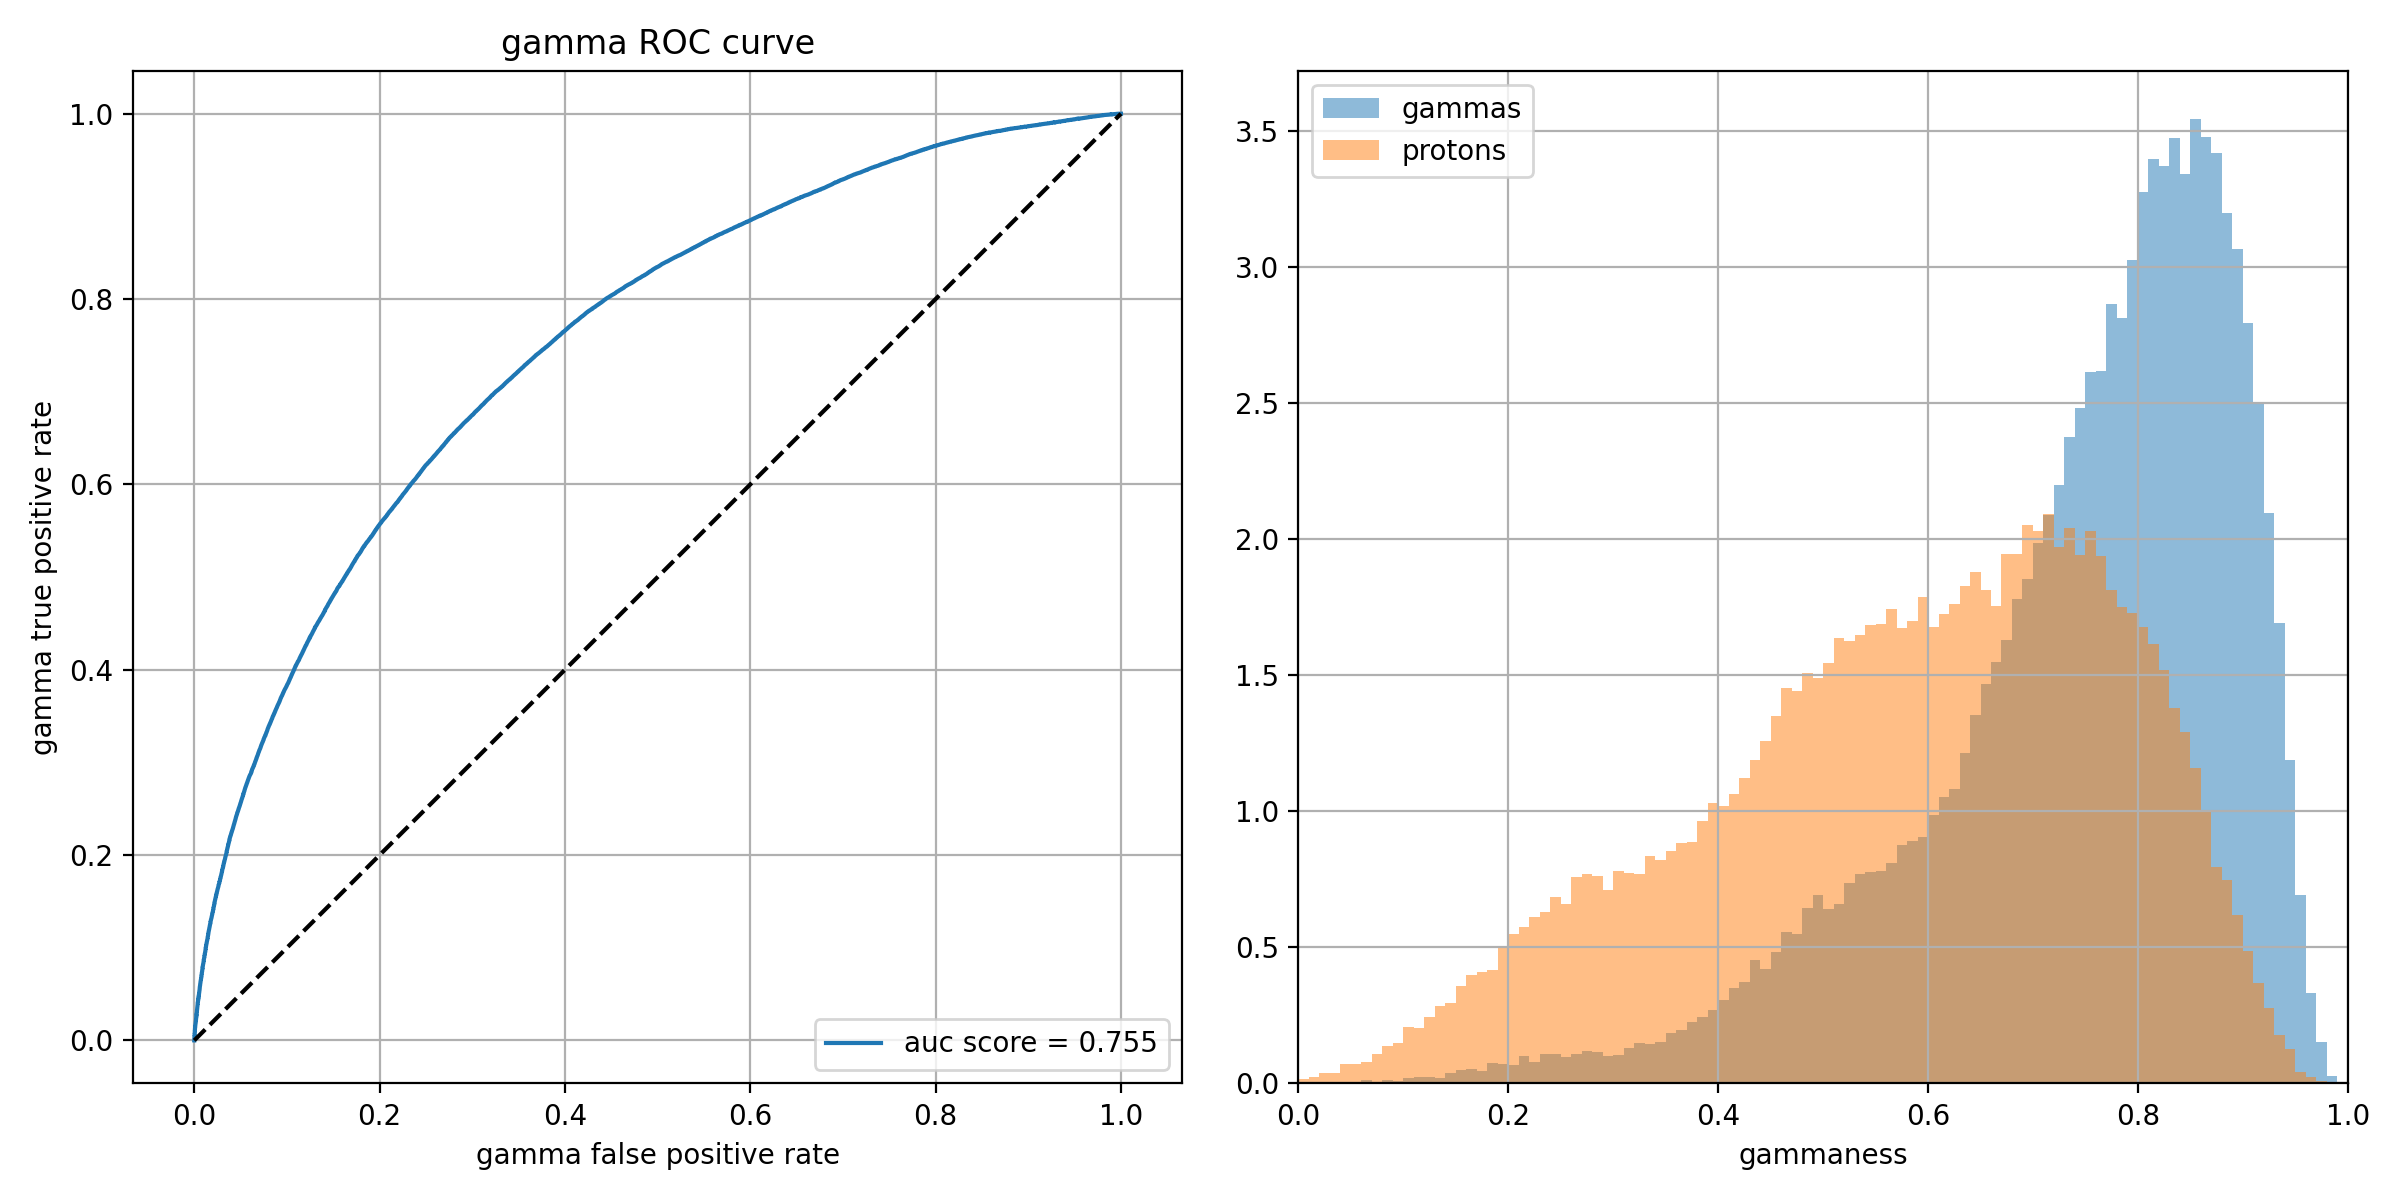 gamma ROC curve
1.0
0.8
0.6
0.4
0.2
0.0
gamma true positive rate
auc score = 0.755
0.0 0.2 0.4 0.6 0.8 1.0
gamma false positive rate
gammas
protons
3.5
3.0
2.5
2.0
1.5
1.0
0.5
0.0
0.0 0.2 0.4 0.6 0.8 1.0
gammaness